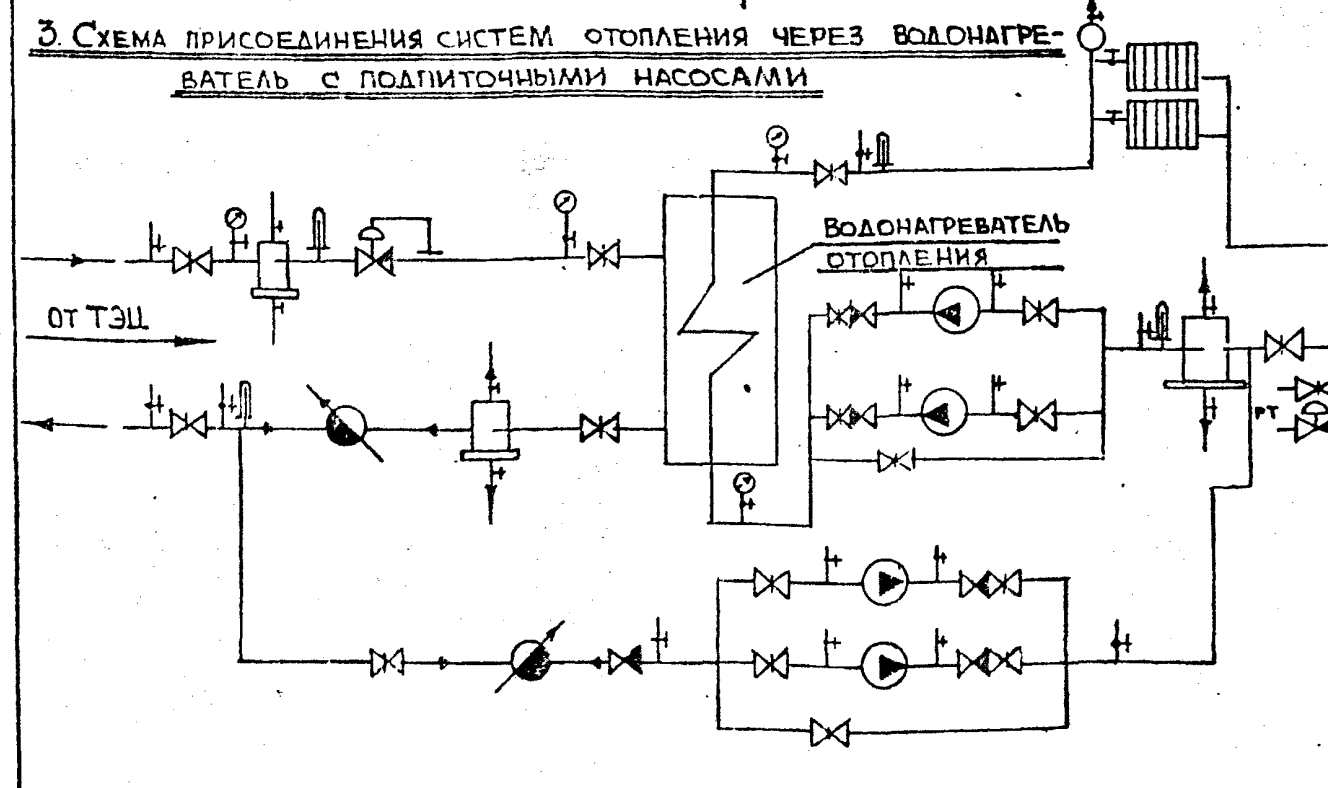 3. Схема присоединения систем отопления через водонагре-
ватель с подпиточными насосами
ВОДОНАГРЕВАТЕЛЬ
ОТОПЛЕНИЯ
ОТ ТЭЦ
РТ